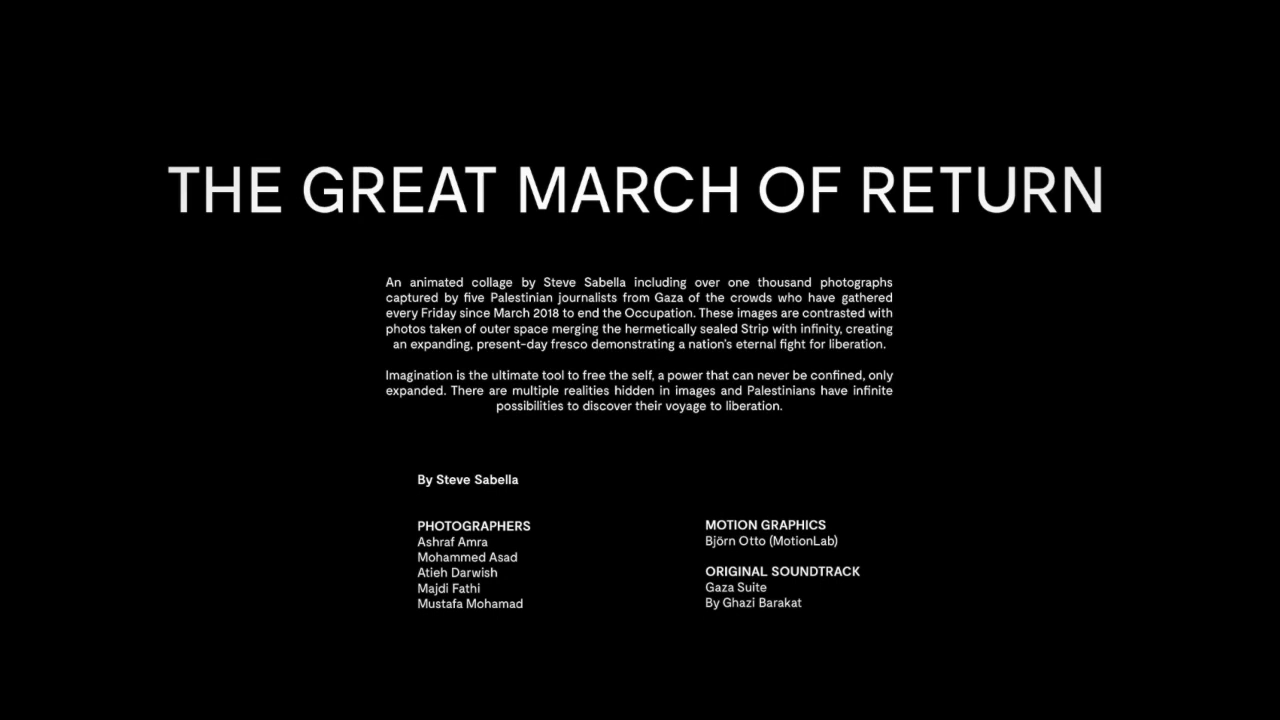 THE GREAT MARCH OF RETURN
An animated collage by Steve Sabella including over one thousand photographs
captured by five Palestinian journalists from Gaza of the crowds who have gathered
every Friday since March 2018 to end the Occupation. These images are contrasted with
photos taken of outer space merging the hermetically sealed Strip with infinity, creating
an expanding, present-day fresco demonstrating a nation's eternal fight for liberation.
Imagination is the ultimate tool to free the self, a power that can never be confined, only
expanded. There are multiple realities hidden in images and Palestinians have infinite
possibilities to discover their voyage to liberation.
By Steve Sabella
PHOTOGRAPHERS
Ashraf Amra
Mohammed Asad
Atieh Darwish
Majdi Fathi
Mustafa Mohamad
MOTION GRAPHICS
Björn Otto (MotionLab)
ORIGINAL SOUNDTRACK
Gaza Suite
By Ghazi Barakat